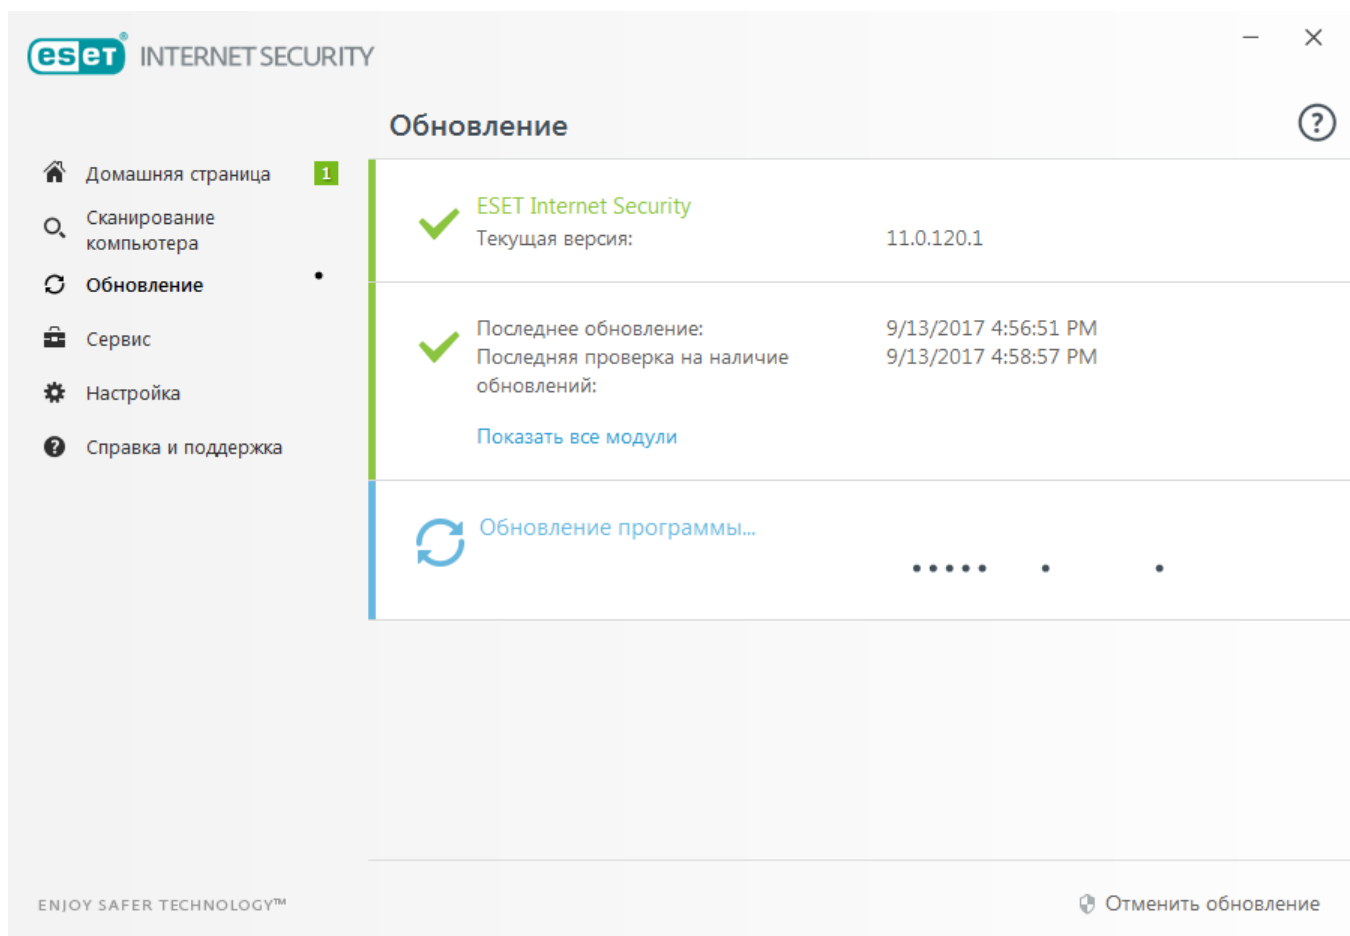 eset® INTERNET SECURITY
Обновление
?
Домашняя страница 1
Сканирование
компьютера
Обновление
Сервис
Настройка
Справка и поддержка
ESET Internet Security
Текущая версия: 11.0.120.1
Последнее обновление: 9/13/2017 4:56:51 PM
Последняя проверка на наличие 9/13/2017 4:58:57 PM
обновлений:
Показать все модули
Обновление программы...
ENJOY SAFER TECHNOLOGY™
Отменить обновление